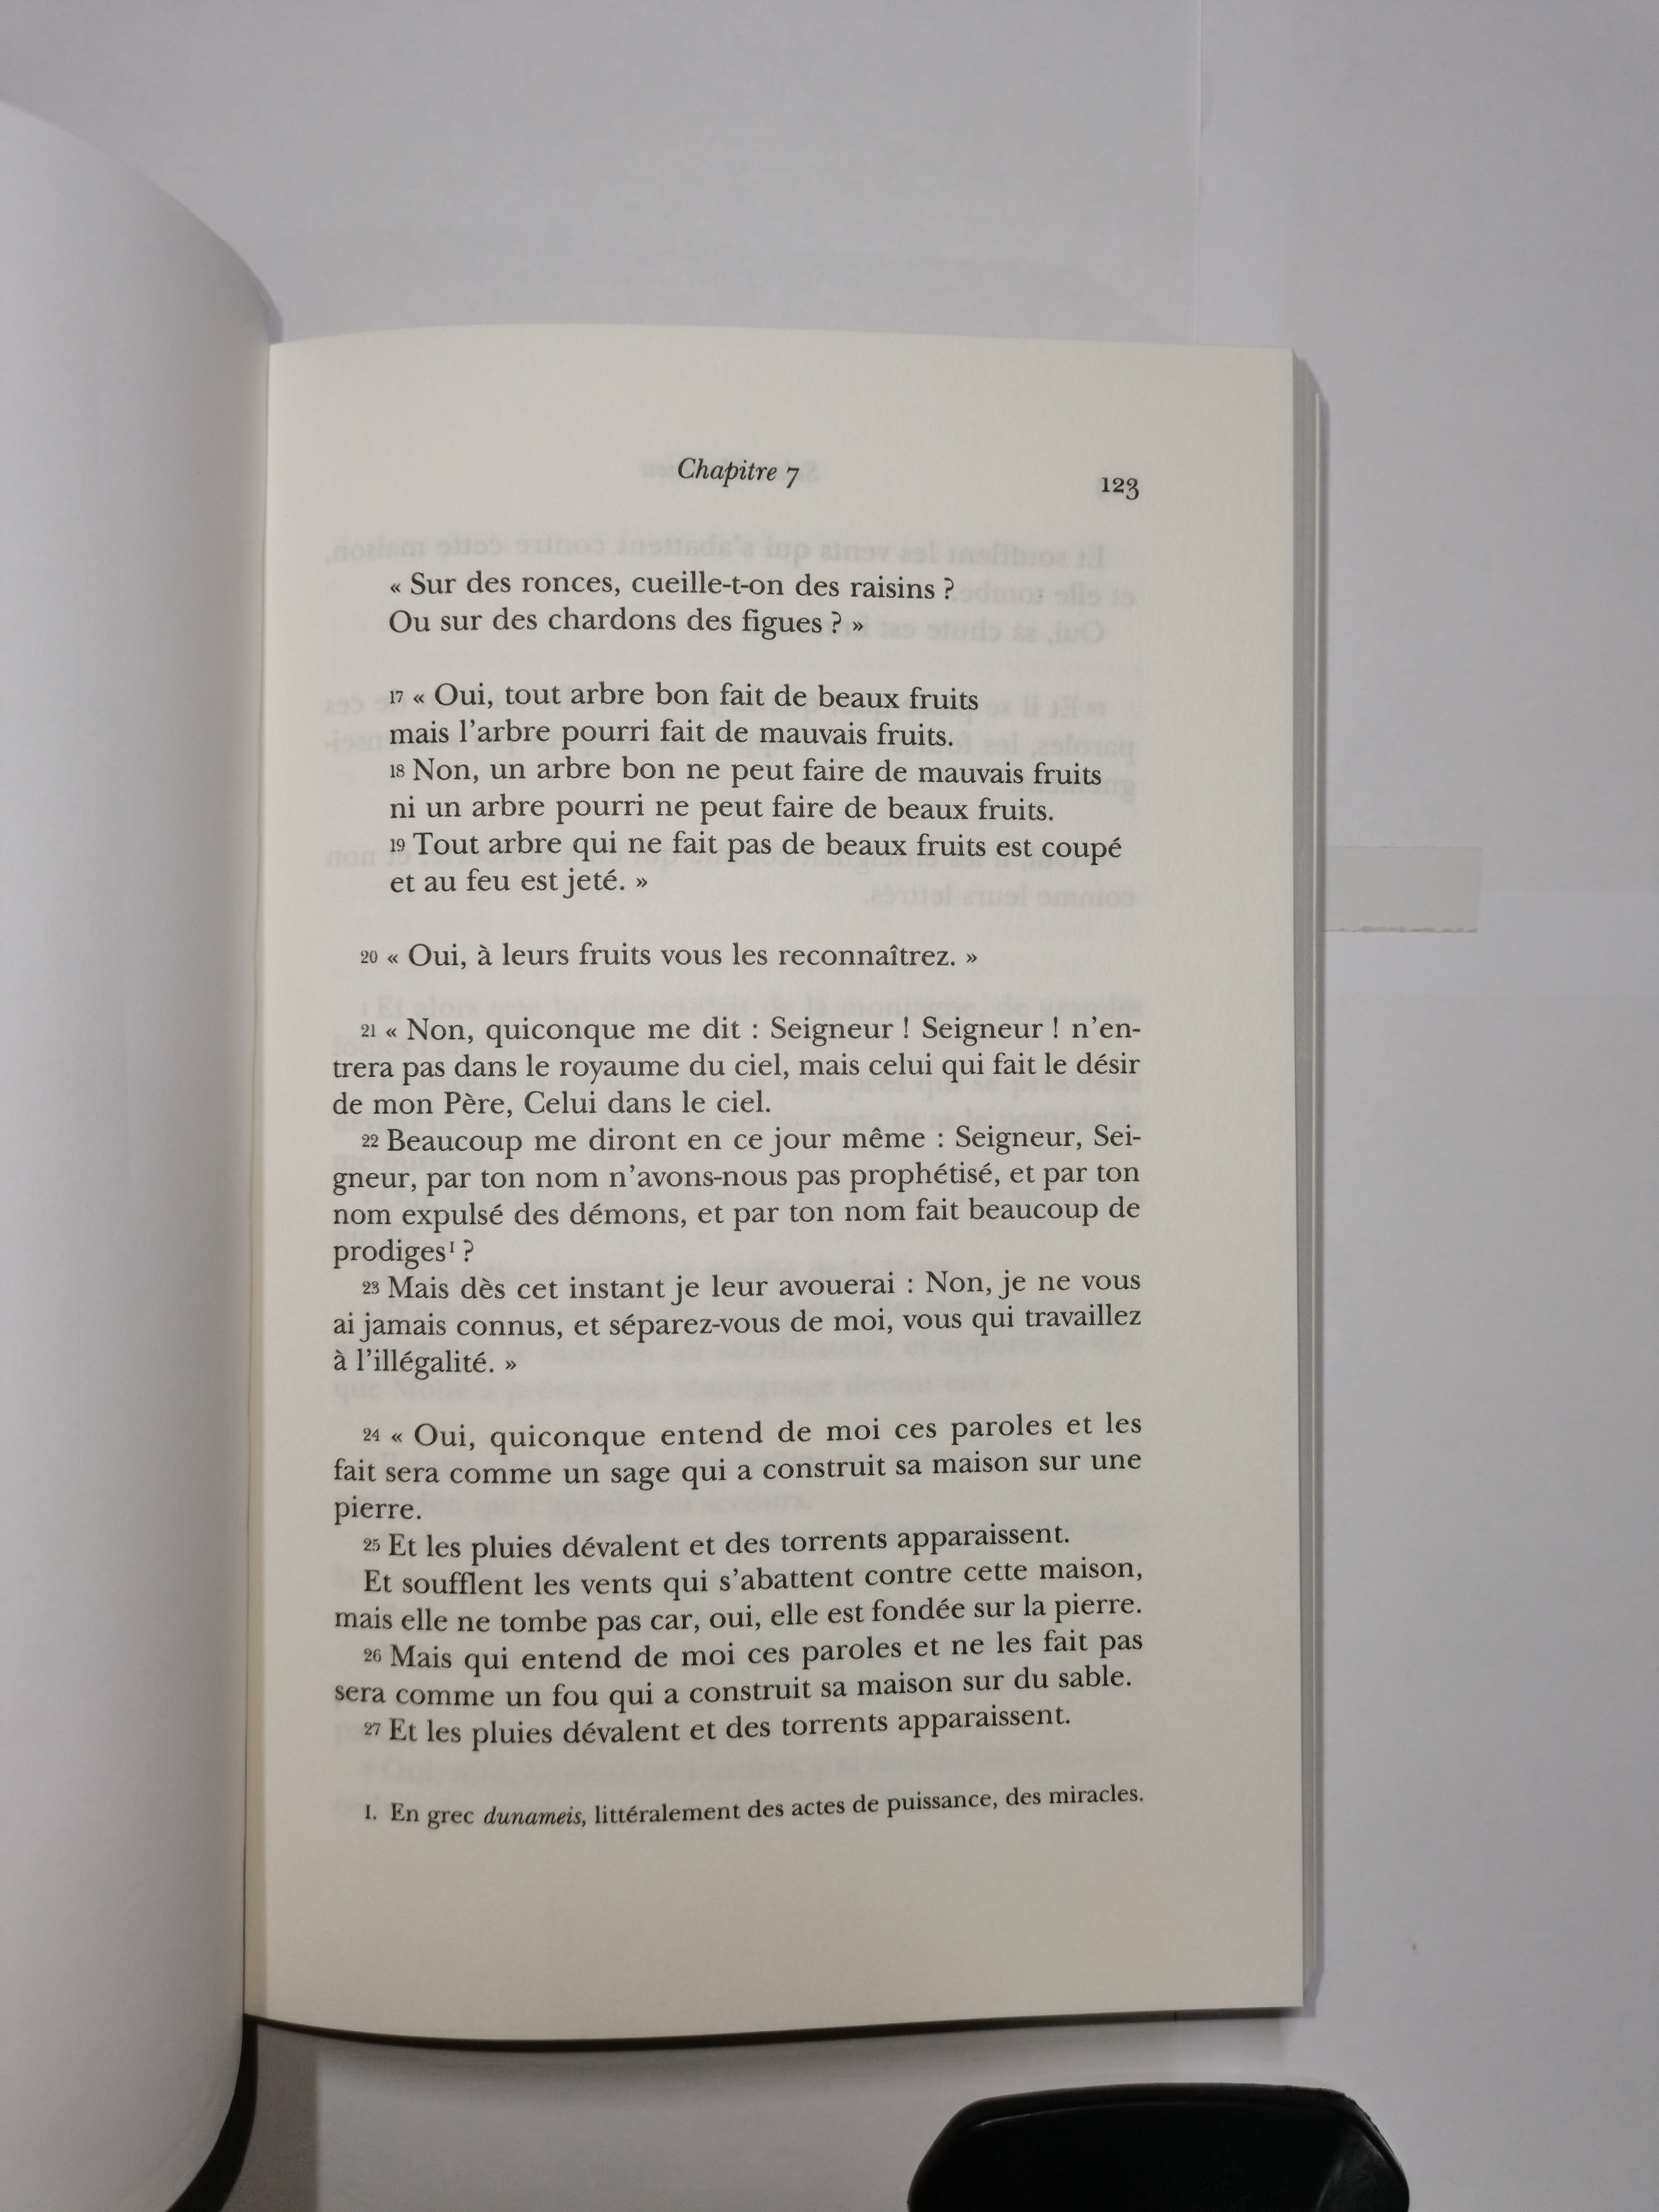 Chapitre 7
123
« Sur des ronces, cueille-t-on des raisins ?
Ou sur des chardons des figues ? »
17 « Oui, tout arbre bon fait de beaux fruits
mais l'arbre pourri fait de mauvais fruits.
18 Non, un arbre bon ne peut faire de mauvais fruits
ni un arbre pourri ne peut faire de beaux fruits.
19 Tout arbre qui ne fait pas de beaux fruits est coupé
et au feu est jeté. »
20 « Oui, à leurs fruits vous les reconnaîtrez. »
21 « Non, quiconque me dit : Seigneur ! Seigneur ! n'en-
trera pas dans le royaume du ciel, mais celui qui fait le désir
de mon Père, Celui dans le ciel.
22 Beaucoup me diront en ce jour même : Seigneur, Sei-
gneur, par ton nom n'avons-nous pas prophétisé, et par ton
nom expulsé des démons, et par ton nom fait beaucoup de
prodiges¹ ?
23 Mais dès cet instant je leur avouerai : Non, je ne vous
ai jamais connus, et séparez-vous de moi, vous qui travaillez
à l'illégalité. »
24 « Oui, quiconque entend de moi ces paroles et les
fait sera comme un sage qui a construit sa maison sur une
pierre.
25 Et les pluies dévalent et des torrents apparaissent.
Et soufflent les vents qui s'abattent contre cette maison,
mais elle ne tombe pas car, oui, elle est fondée sur la pierre.
26 Mais qui entend de moi ces paroles et ne les fait pas
sera comme un fou qui a construit sa maison sur du sable.
27 Et les pluies dévalent et des torrents apparaissent.
1. En grec dunameis, littéralement des actes de puissance, des miracles.